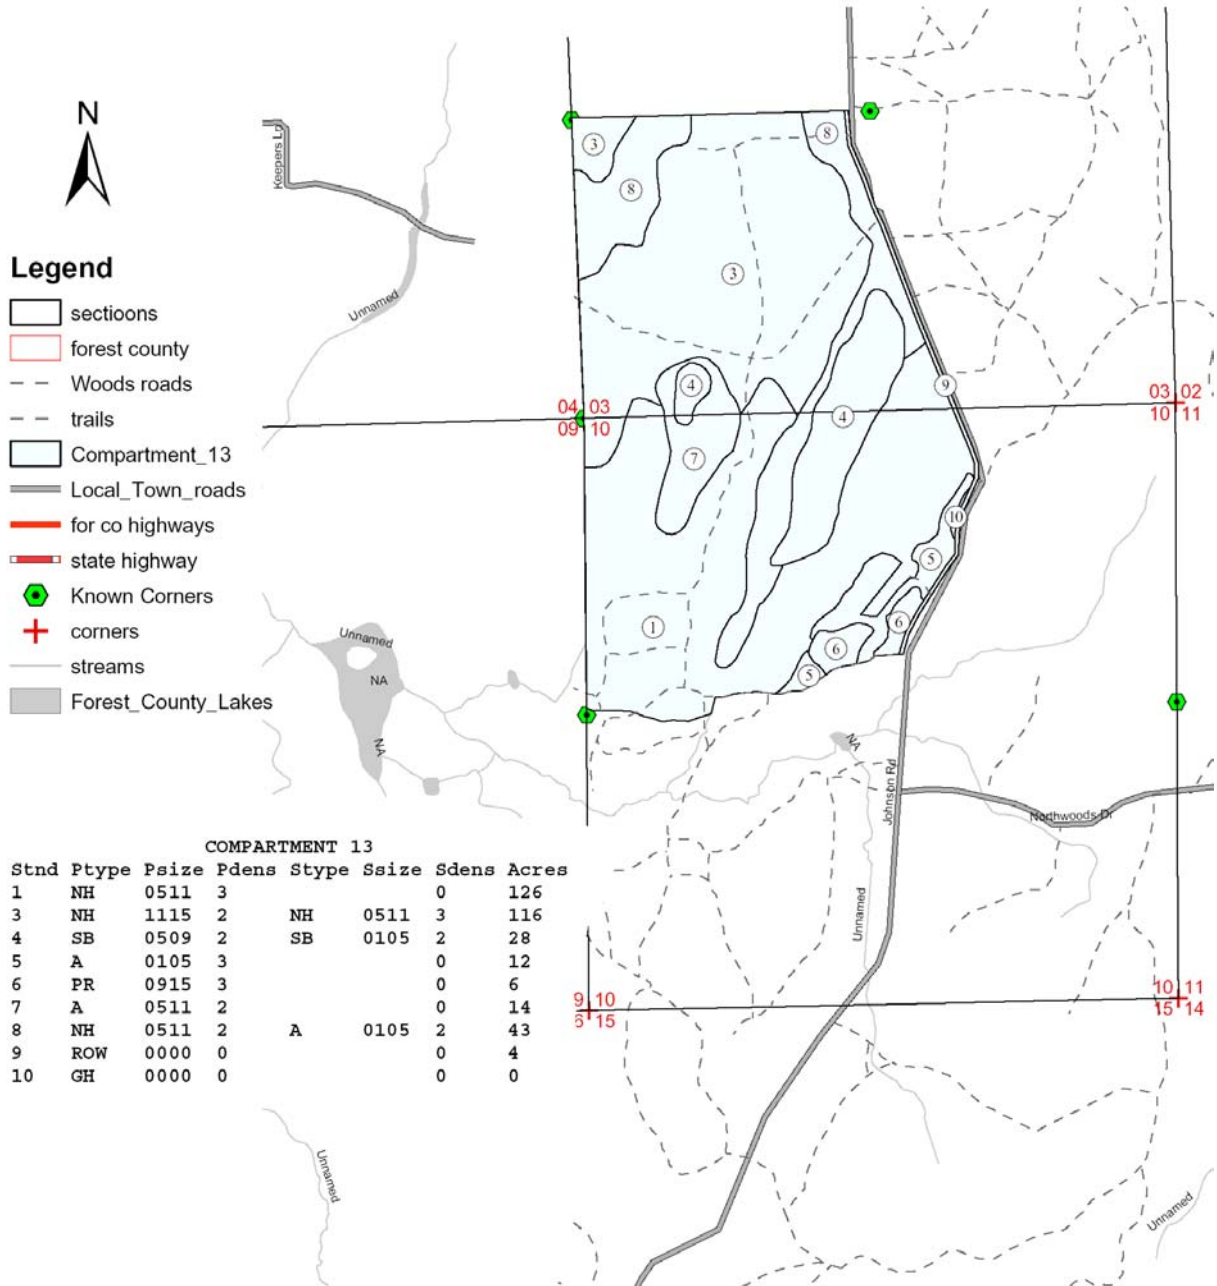 N
Keepers Ln
Unnamed
Legend
sectioons
forest county
Woods roads
trails
Compartment_13
Local_Town_roads
for co highways
state highway
Known Corners
corners
streams
Forest_County_Lakes
3
8
8
3
4
9
04 03
09 10
4
03 02
10 11
7
10
5
1
6
6
5
Unnamed
NA
NA
NA
Johnson Rd
Northwoods Dr
Unnamed
9 10
6 15
10 11
15 14
Unnamed
Unnamed
COMPARTMENT 13
Stnd Ptype Psize Pdens Stype Ssize Sdens Acres
1 NH 0511 3 0 126
3 NH 1115 2 NH 0511 3 116
4 SB 0509 2 SB 0105 2 28
5 A 0105 3 0 12
6 PR 0915 3 0 6
7 A 0511 2 0 14
8 NH 0511 2 A 0105 2 43
9 ROW 0000 0 0 4
10 GH 0000 0 0 0